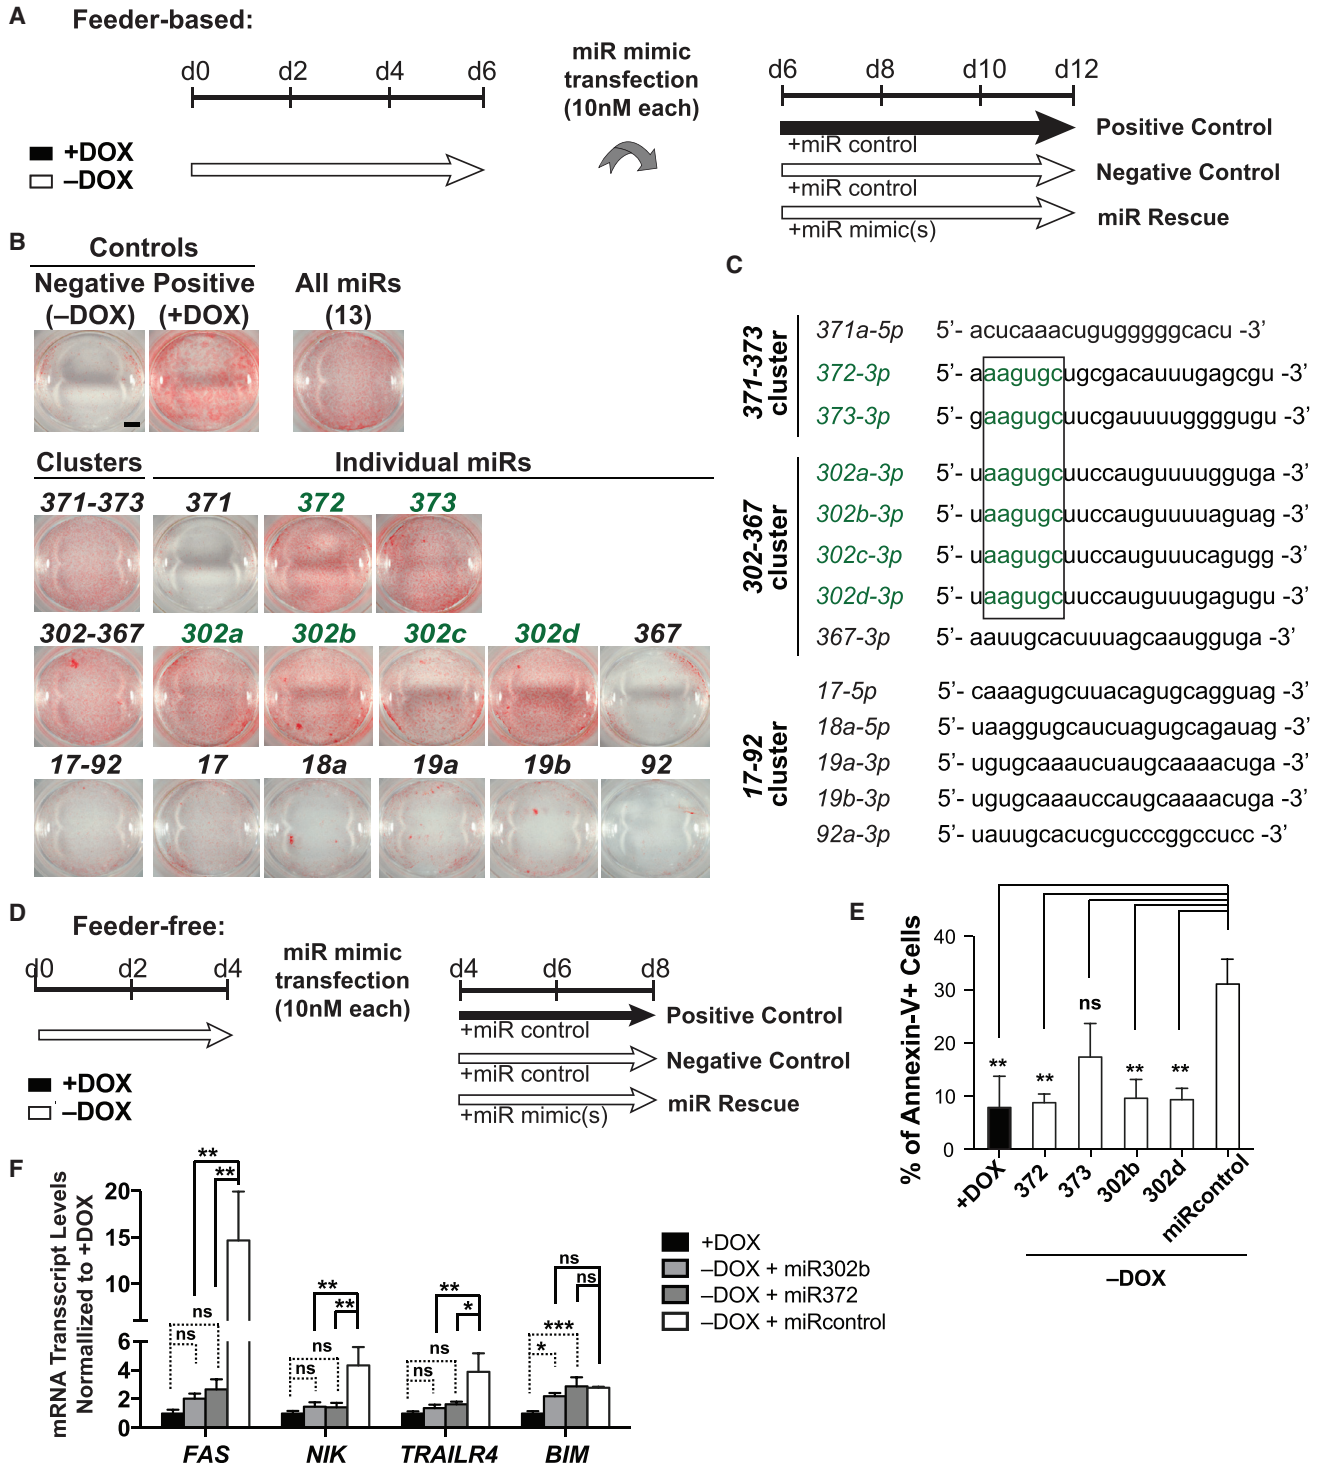 A
Feeder-based:
d0 d2 d4 d6
miR mimic
transfection
(10nM each)
d6 d8 d10 d12
+DOX
–DOX
+miR control
Positive Control
+miR control
Negative Control
+miR mimic(s)
miR Rescue
B
Controls
Negative Positive All miRs
(–DOX) (+DOX) (13)
Clusters Individual miRs
371-373 371 372 373
302-367 302a 302b 302c 302d 367
17-92 17 18a 19a 19b 92
C
371-373
cluster
371a-5p 5’- acucaaacugugggggcacu -3’
372-3p 5’- aaagugcugcgacauuugagcgu -3’
373-3p 5’- gaagugcuucgauuuuggggugu -3’
302-367
cluster
302a-3p 5’- uaagugcuuccauguuuugguga -3’
302b-3p 5’- uaagugcuuccauguuuuaguag -3’
302c-3p 5’- uaagugcuuccauguuucagugg -3’
302d-3p 5’- uaagugcuuccauguuugagugu -3’
367-3p 5’- aauugcacuuuagcaaugguga -3’
17-92
cluster
17-5p 5’- caaagugcuuacagugcagguag -3’
18a-5p 5’- uaaggugcaucuagugcagauag -3’
19a-3p 5’- ugugcaaaucuaugcaaaacuga -3’
19b-3p 5’- ugugcaaauccaugcaaaacuga -3’
92a-3p 5’- uauugcacucgucccggccucc -3’
D
Feeder-free:
d0 d2 d4
miR mimic
transfection
(10nM each)
d4 d6 d8
+DOX
–DOX
+miR control
Positive Control
+miR control
Negative Control
+miR mimic(s)
miR Rescue
E
% of Annexin-V+ Cells
40
30
20
10
0
** ** ns ** **
+DOX 372 373 302b 302d miRcontrol
–DOX
F
mRNA Transscript Levels
Normallized to +DOX
20
15
10
6
4
2
0
** ** ns ns
** ** ns ns
** * ns ns
ns ns *** *
FAS NIK TRAILR4 BIM
+DOX
–DOX + miR302b
–DOX + miR372
–DOX + miRcontrol